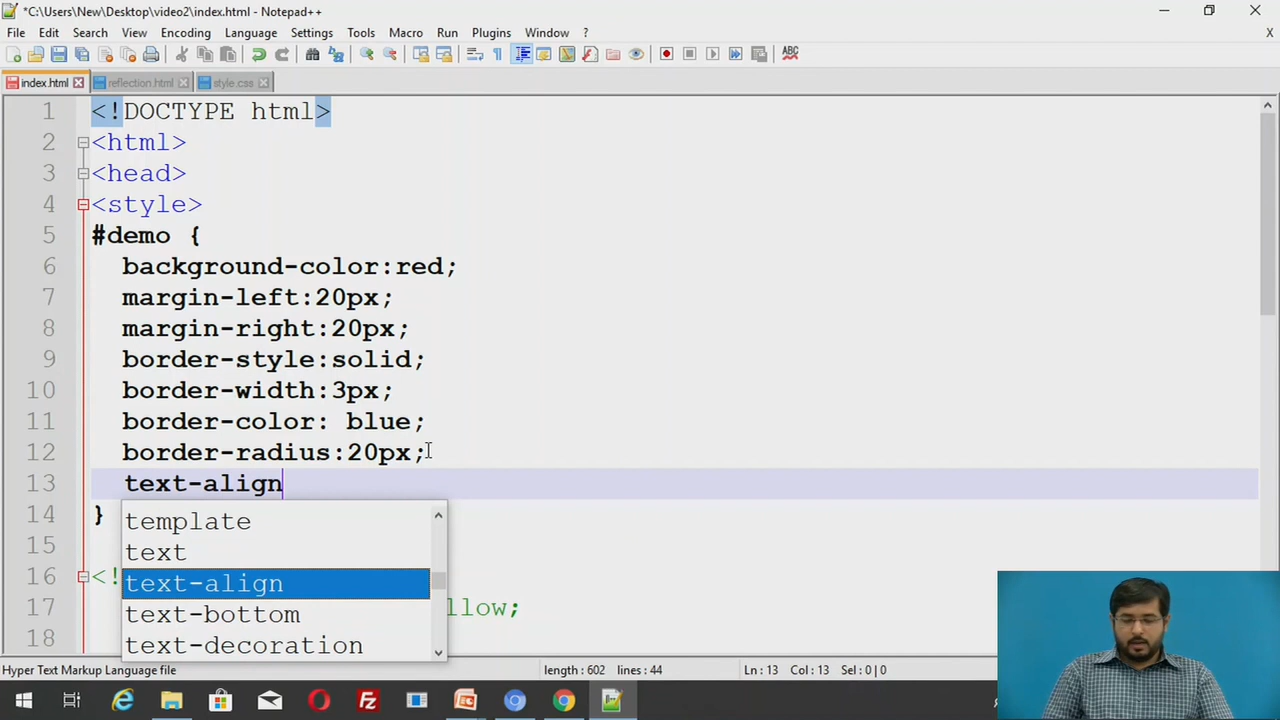 *C:\Users\New\Desktop\video2\index.html - Notepad++
File Edit Search View Encoding Language Settings Tools Macro Run Plugins Window ? X
ABC
index.html reflection.html style.css
1 <!DOCTYPE html>
2 <html>
3 <head>
4 <style>
5 #demo {
6 background-color:red;
7 margin-left:20px;
8 margin-right:20px;
9 border-style:solid;
10 border-width:3px;
11 border-color: blue;
12 border-radius:20px;
13 text-align
14 }
template
15
text
16 <!
text-align
17 llow;
text-bottom
18
text-decoration
Hyper Text Markup Language file length : 602 lines : 44 Ln : 13 Col : 13 Sel : 0 | 0